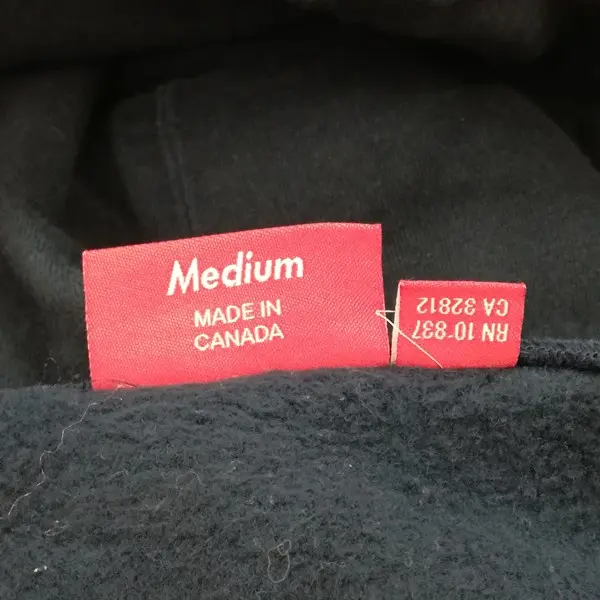 Medium
MADE IN
CANADA
RN 10·837
CA 32812